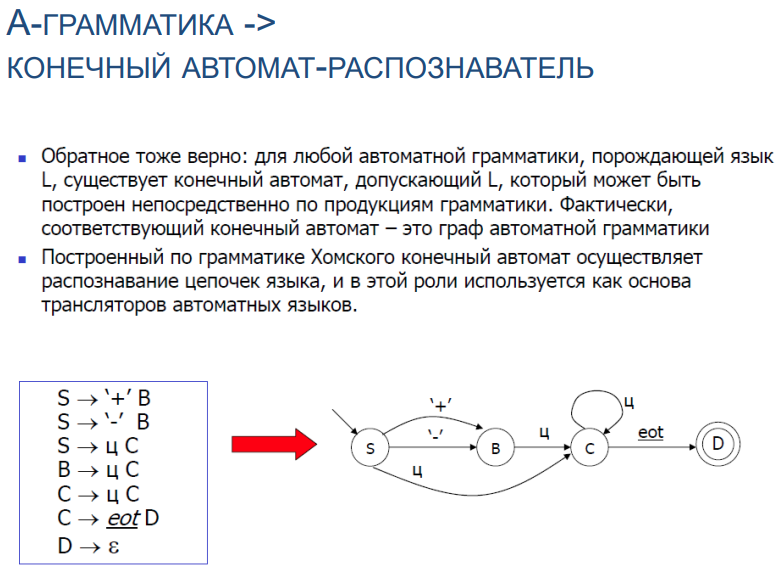 А-ГРАММАТИКА ->
КОНЕЧНЫЙ АВТОМАТ-РАСПОЗНАВАТЕЛЬ
Обратное тоже верно: для любой автоматной грамматики, порождающей язык
L, существует конечный автомат, допускающий L, который может быть
построен непосредственно по продукциям грамматики. Фактически,
соответствующий конечный автомат – это граф автоматной грамматики
Построенный по грамматике Хомского конечный автомат осуществляет
распознавание цепочек языка, и в этой роли используется как основа
трансляторов автоматных языков.
S → ‘+’ B
S → ‘-’ B
S → ц C
B → ц C
C → ц C
C → eot D
D → ε
‘+’
ц
‘-’
ц
eot
S
B
C
D
ц